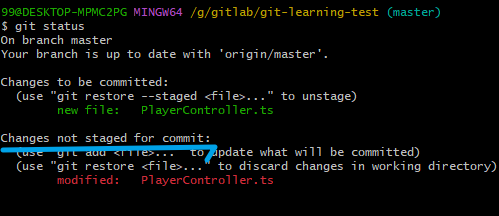 99@DESKTOP-MPMC2PG MINGW64 /g/gitlab/git-learning-test (master)
$ git status
On branch master
Your branch is up to date with 'origin/master'.
Changes to be committed:
(use "git restore --staged <file>..." to unstage)
new file:   PlayerController.ts
Changes not staged for commit:
(use "git add <file>..." to update what will be committed)
(use "git restore <file>..." to discard changes in working directory)
modified:   PlayerController.ts